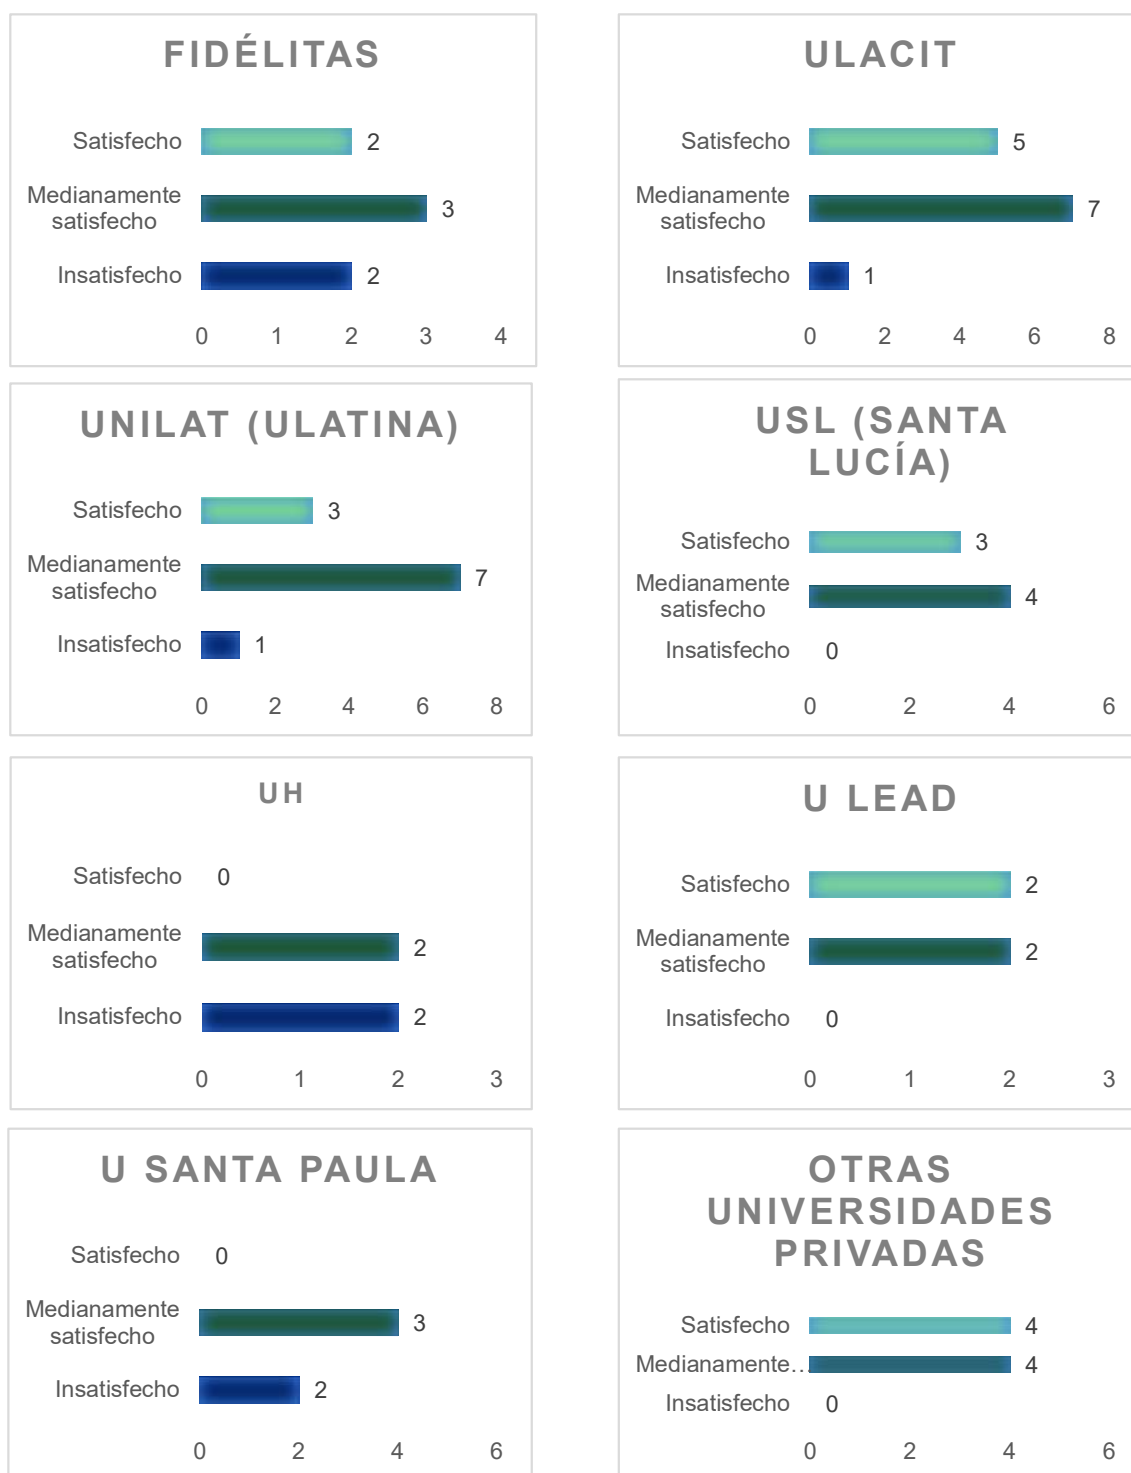 FIDÉLITAS
Satisfecho 2
Medianamente
satisfecho 3
Insatisfecho 2
0 1 2 3 4
ULACIT
Satisfecho 5
Medianamente
satisfecho 7
Insatisfecho 1
0 2 4 6 8
UNILAT (ULATINA)
Satisfecho 3
Medianamente
satisfecho 7
Insatisfecho 1
0 2 4 6 8
USL (SANTA
LUCÍA)
Satisfecho 3
Medianamente
satisfecho 4
Insatisfecho 0
0 2 4 6
UH
Satisfecho 0
Medianamente
satisfecho 2
Insatisfecho 2
0 1 2 3
U LEAD
Satisfecho 2
Medianamente
satisfecho 2
Insatisfecho 0
0 1 2 3
U SANTA PAULA
Satisfecho 0
Medianamente
satisfecho 3
Insatisfecho 2
0 2 4 6
OTRAS
UNIVERSIDADES
PRIVADAS
Satisfecho 4
Medianamente… 4
Insatisfecho 0
0 2 4 6